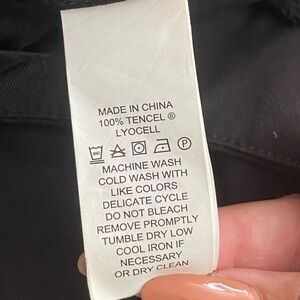 MADE IN CHINA
100% TENCEL ®
LYOCELL
MACHINE WASH
COLD WASH WITH
LIKE COLORS
DELICATE CYCLE
DO NOT BLEACH
REMOVE PROMPTLY
TUMBLE DRY LOW
COOL IRON IF
NECESSARY
OR DRY CLEAN